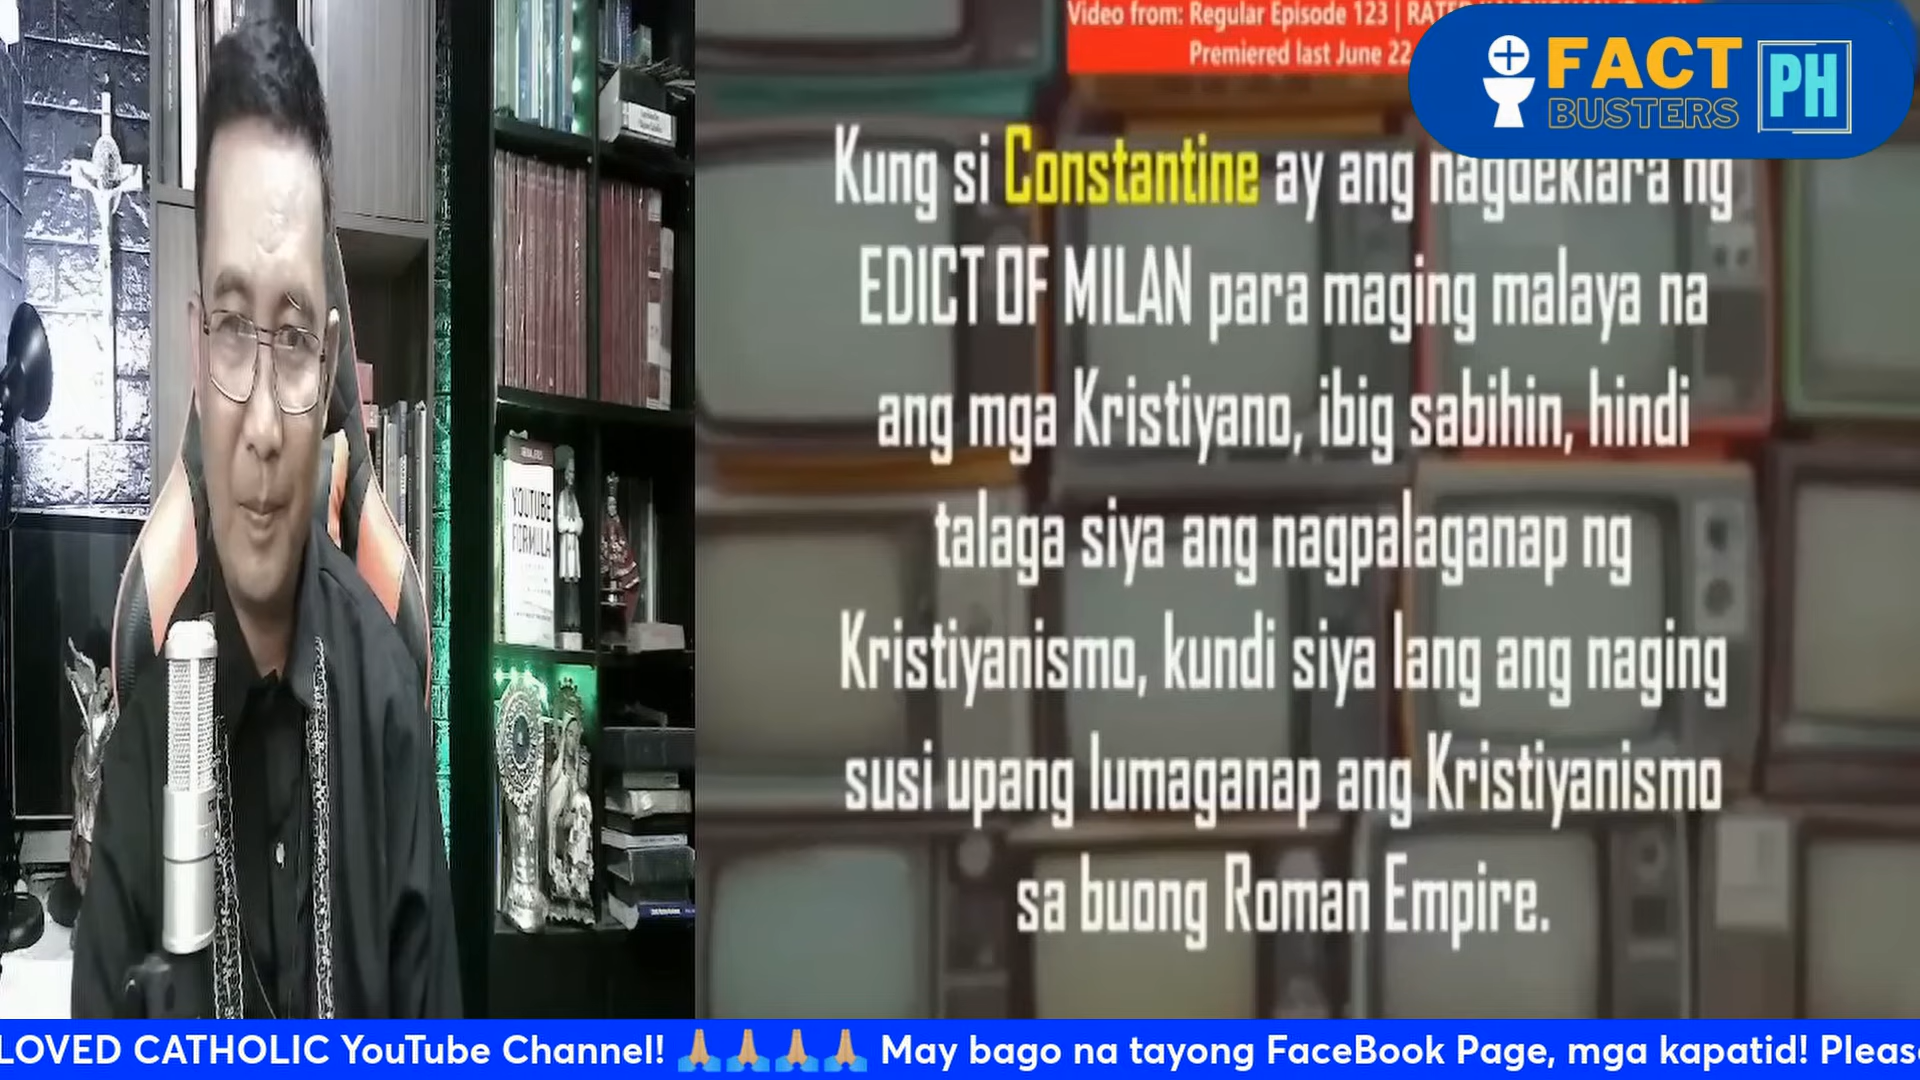 Video from: Regular Episode 123 |
Premiered last June 22
FACT
BUSTERS
PH
Kung si Constantine ay ang nagdeklara ng
EDICT OF MILAN para maging malaya na
ang mga Kristiyano, ibig sabihin, hindi
talaga siya ang nagpalaganap ng
Kristiyanismo, kundi siya lang ang naging
susi upang lumaganap ang Kristiyanismo
sa buong Roman Empire.
YOUTUBE
FORMULA
LOVED CATHOLIC YouTube Channel! 🙏🙏🙏🙏 May bago na tayong FaceBook Page, mga kapatid! Please